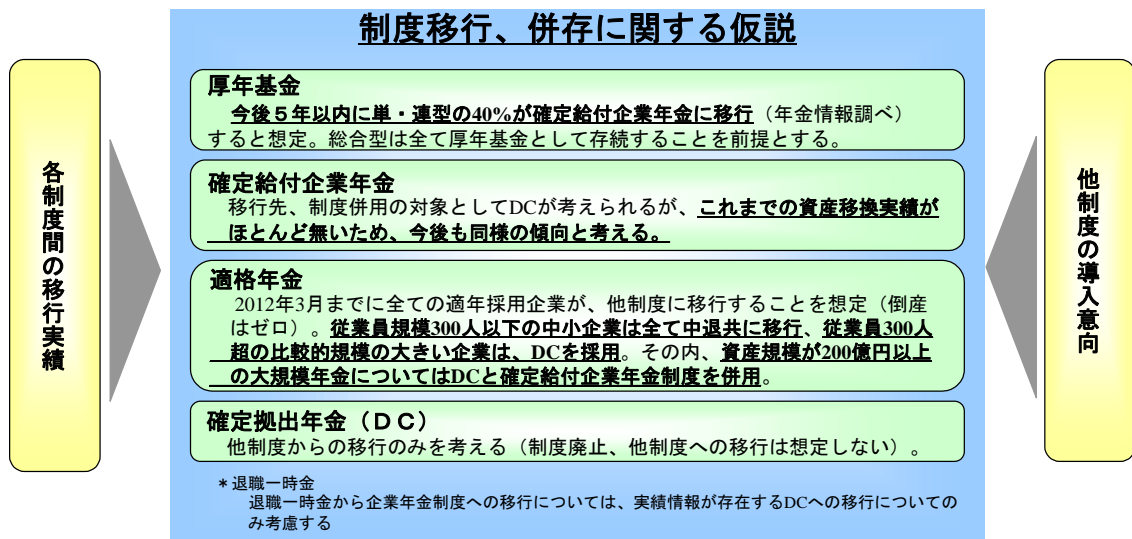 制度移行、併存に関する仮説
各制度間の移行実績
厚年基金
今後５年以内に単・連型の40%が確定給付企業年金に移行（年金情報調べ）
すると想定。総合型は全て厚年基金として存続することを前提とする。
確定給付企業年金
移行先、制度併用の対象としてDCが考えられるが、これまでの資産移換実績が
ほとんど無いため、今後も同様の傾向と考える。
適格年金
2012年3月までに全ての適年採用企業が、他制度に移行することを想定（倒産
はゼロ）。従業員規模300人以下の中小企業は全て中退共に移行、従業員300人
超の比較的規模の大きい企業は、DCを採用。その内、資産規模が200億円以上
の大規模年金についてはDCと確定給付企業年金制度を併用。
確定拠出年金（ＤＣ）
他制度からの移行のみを考える（制度廃止、他制度への移行は想定しない）。
＊退職一時金
退職一時金から企業年金制度への移行については、実績情報が存在するDCへの移行についての
み考慮する
他制度の導入意向